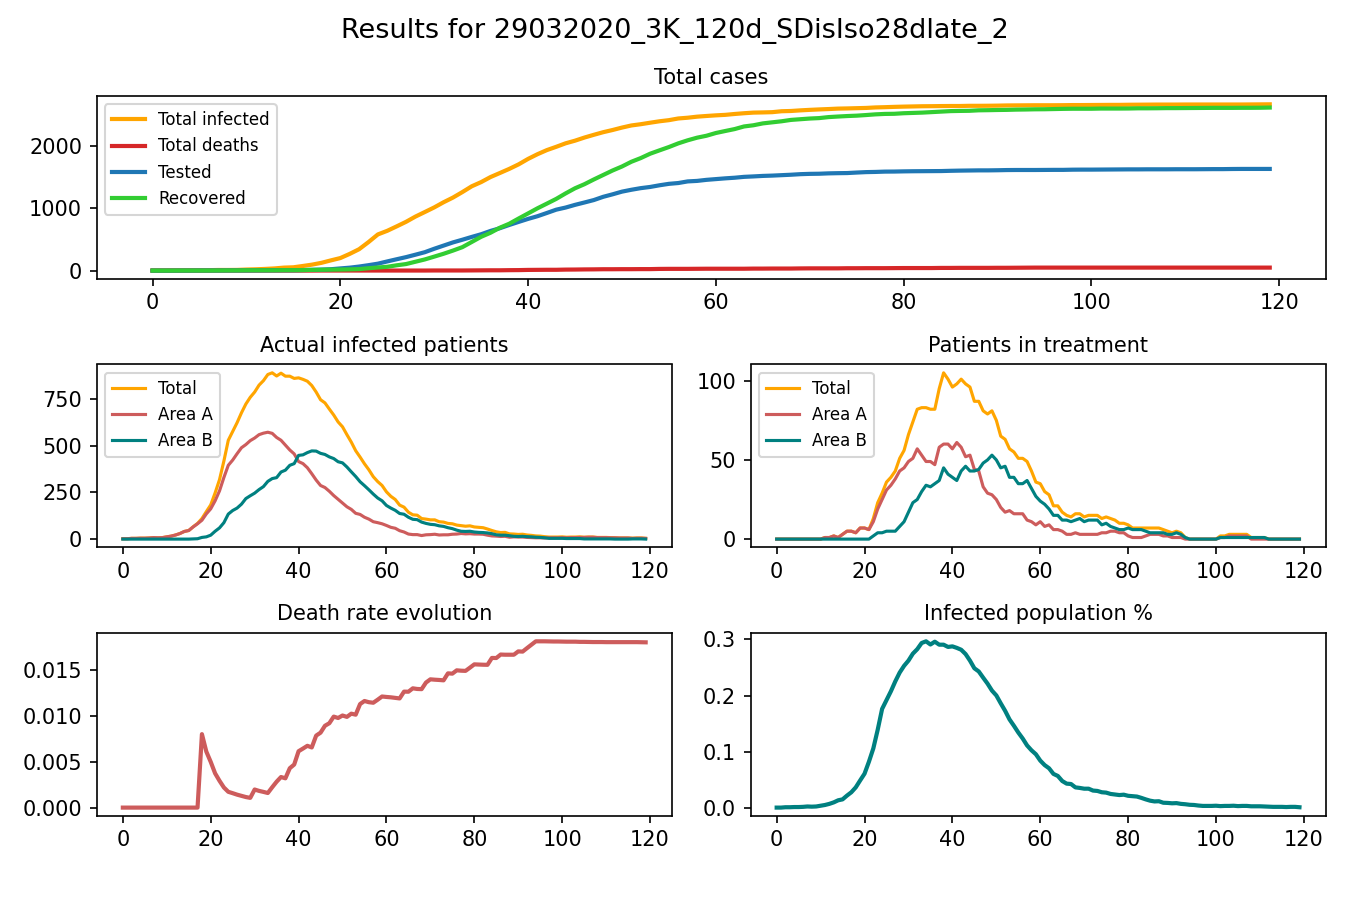 Results for 29032020_3K_120d_SDisIso28dlate_2
Total cases
Total infected
Total deaths
Tested
Recovered
2000
1000
0
0 20 40 60 80 100 120
Actual infected patients
Total
Area A
Area B
750
500
250
0
0 20 40 60 80 100 120
Patients in treatment
Total
Area A
Area B
100
50
0
0 20 40 60 80 100 120
Death rate evolution
0.015
0.010
0.005
0.000
0 20 40 60 80 100 120
Infected population %
0.3
0.2
0.1
0.0
0 20 40 60 80 100 120